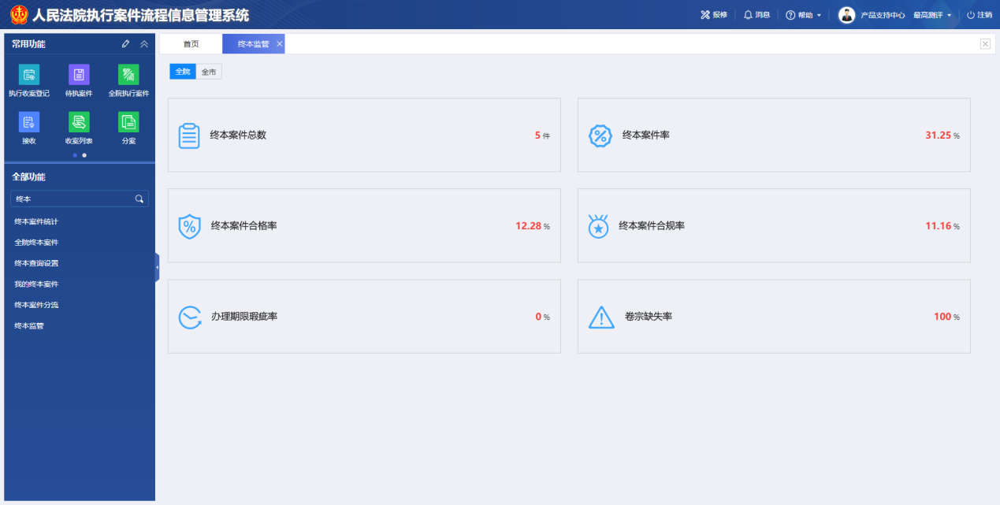 人民法院执行案件流程信息管理系统
报修 消息 帮助 产品支持中心 最高测评 注销
常用功能
首页 终本监管
执行收案登记 待执案件 全院执行案件
接收 收案列表 分案
全部功能
终本
终本案件统计
全院终本案件
终本查询设置
我的终本案件
终本案件分流
终本监管
全院 全市
终本案件总数 5 件
终本案件率 31.25 %
终本案件合格率 12.28 %
终本案件合规率 11.16 %
办理期限瑕疵率 0 %
卷宗缺失率 100 %